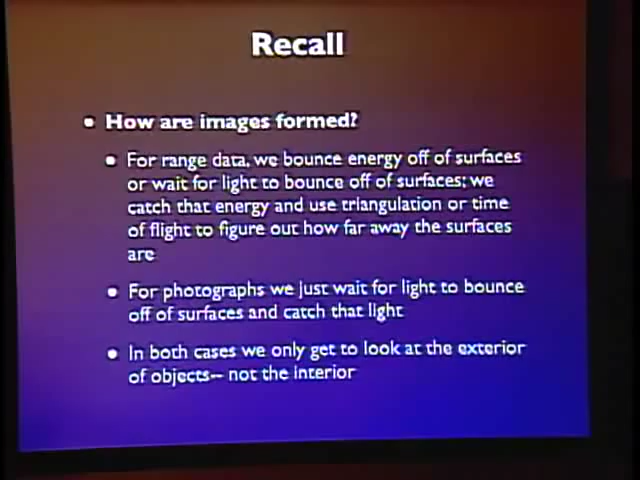 Recall
• How are images formed?
• For range data, we bounce energy off of surfaces
or wait for light to bounce off of surfaces; we
catch that energy and use triangulation or time
of flight to figure out how far away the surfaces
are
• For photographs we just wait for light to bounce
off of surfaces and catch that light
• In both cases we only get to look at the exterior
of objects-- not the interior